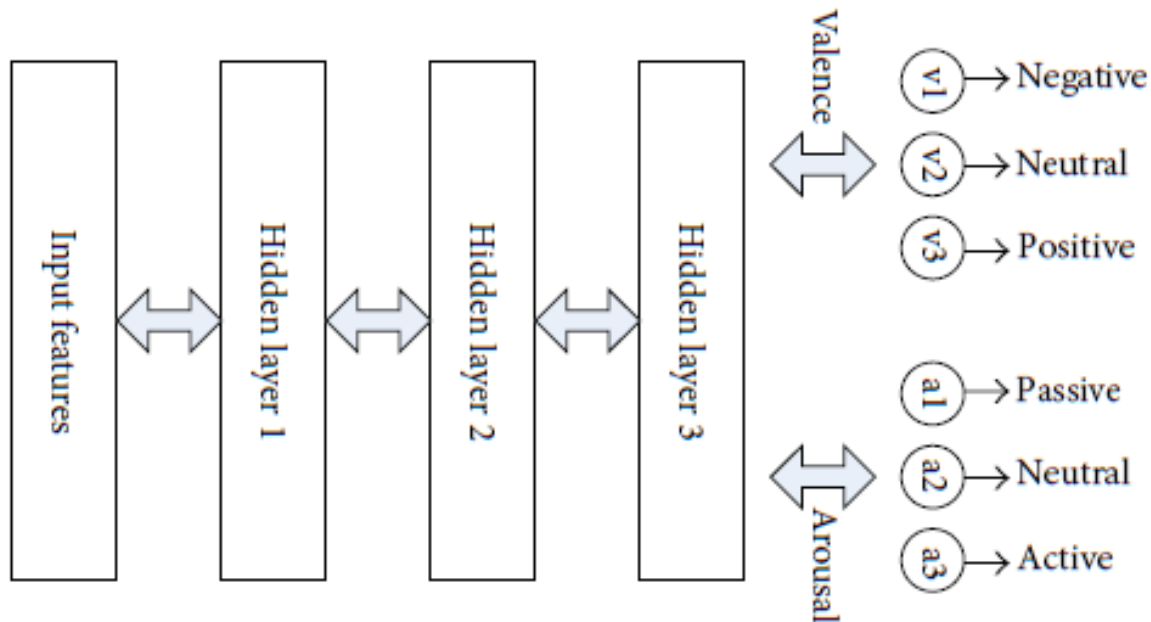 Input features
Hidden layer 1
Hidden layer 2
Hidden layer 3
Valence
v1 Negative
v2 Neutral
v3 Positive
Arousal
a1 Passive
a2 Neutral
a3 Active